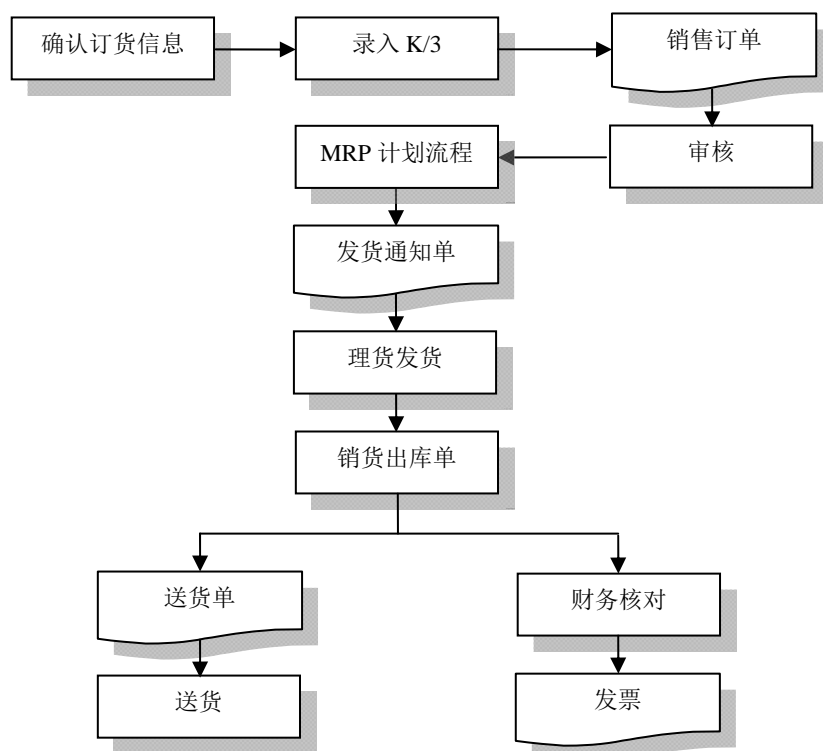 确认订货信息
录入 K/3
销售订单
MRP 计划流程
审核
发货通知单
理货发货
销货出库单
送货单
财务核对
送货
发票